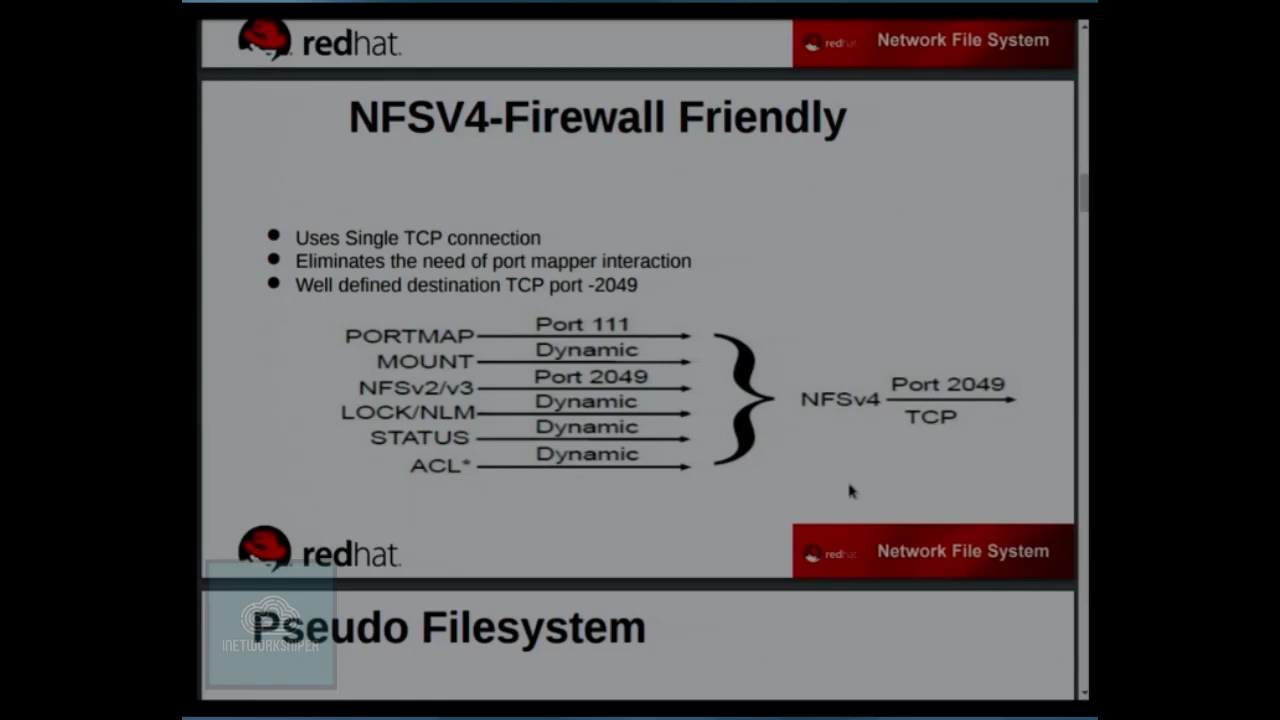 redhat.
redhat. Network File System
NFSV4-Firewall Friendly
Uses Single TCP connection
Eliminates the need of port mapper interaction
Well defined destination TCP port -2049
PORTMAP Port 111
MOUNT Dynamic
NFSv2/v3 Port 2049
LOCK/NLM Dynamic
STATUS Dynamic
ACL* Dynamic
NFSv4 Port 2049
TCP
redhat.
redhat. Network File System
Pseudo Filesystem
INETWORKSNIPER